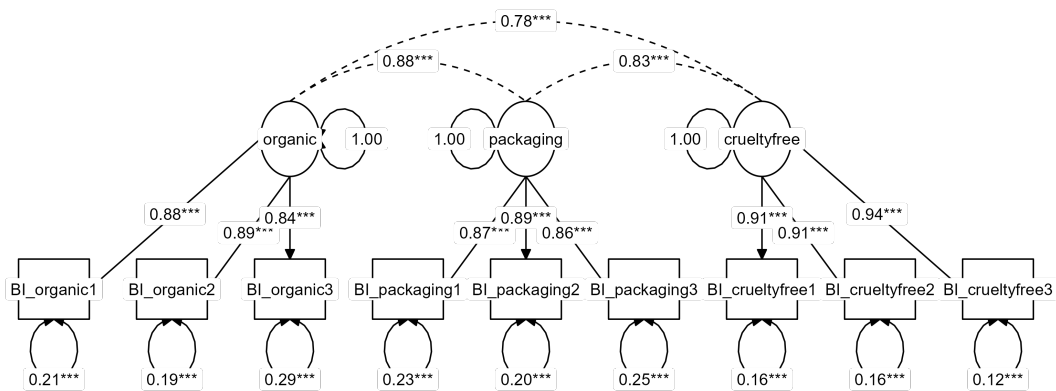 0.78***
0.88***
0.83***
organic
1.00
1.00
packaging
1.00
crueltyfree
0.88***
0.89***
0.84***
0.87***
0.89***
0.86***
0.91***
0.91***
0.94***
BI_organic1
BI_organic2
BI_organic3
BI_packaging1
BI_packaging2
BI_packaging3
BI_crueltyfree1
BI_crueltyfree2
BI_crueltyfree3
0.21***
0.19***
0.29***
0.23***
0.20***
0.25***
0.16***
0.16***
0.12***